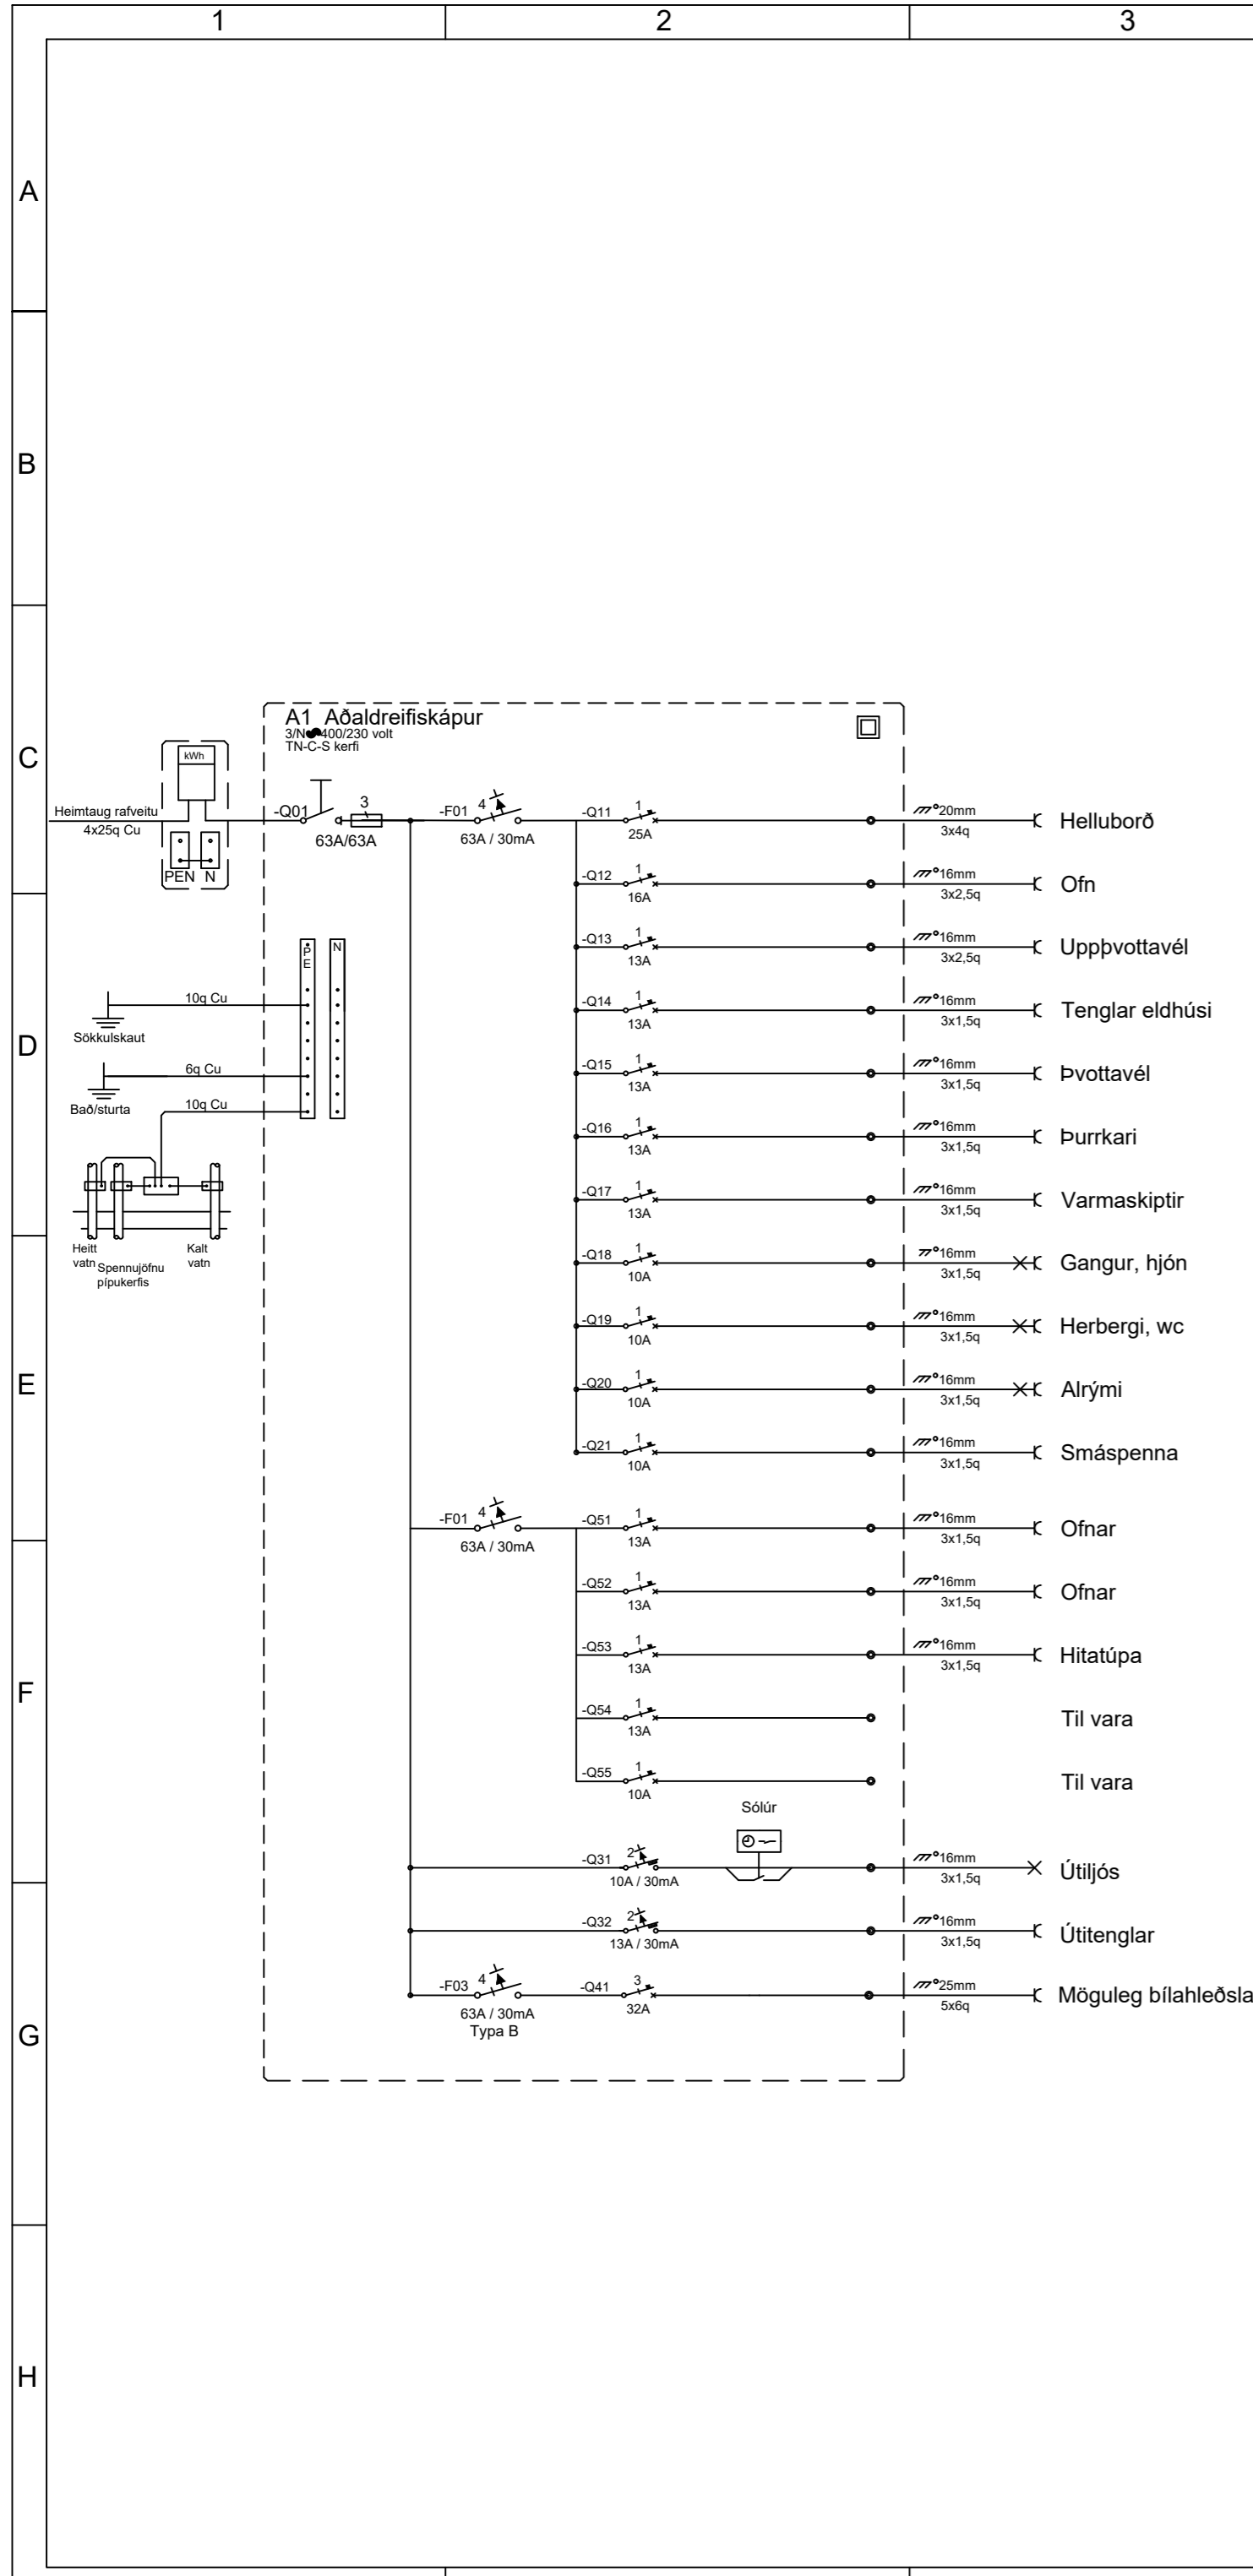 1 2 3
A
B
C
D
E
F
G
H
A1 Aðaldreifiskápur
3/N 400/230 volt
TN-C-S kerfi
kWh
Heimtaug rafveitu
4x25q Cu
PEN N
-Q01
3
63A/63A
-F01 4
63A / 30mA
-Q11 1
25A
20mm
3x4q
Helluborð
-Q12 1
16A
16mm
3x2,5q
Ofn
-Q13 1
13A
16mm
3x2,5q
Uppþvottavél
-Q14 1
13A
16mm
3x1,5q
Tenglar eldhúsi
-Q15 1
13A
16mm
3x1,5q
Þvottavél
-Q16 1
13A
16mm
3x1,5q
Þurrkari
-Q17 1
13A
16mm
3x1,5q
Varmaskiptir
-Q18 1
10A
16mm
3x1,5q
Gangur, hjón
-Q19 1
10A
16mm
3x1,5q
Herbergi, wc
-Q20 1
10A
16mm
3x1,5q
Alrými
-Q21 1
10A
16mm
3x1,5q
Smáspenna
P
E
N
10q Cu
Sökkulskaut
6q Cu
Bað/sturta
10q Cu
Heitt
vatn
Spennujöfnu
pípukerfis
Kalt
vatn
-F01 4
63A / 30mA
-Q51 1
13A
16mm
3x1,5q
Ofnar
-Q52 1
13A
16mm
3x1,5q
Ofnar
-Q53 1
13A
16mm
3x1,5q
Hitatúpa
-Q54 1
13A
Til vara
-Q55 1
10A
Til vara
Sólúr
-Q31 2
10A / 30mA
16mm
3x1,5q
Útiljós
-Q32 2
13A / 30mA
16mm
3x1,5q
Útitenglar
-F03 4
63A / 30mA
Typa B
-Q41 3
32A
25mm
5x6q
Möguleg bílahleðsla